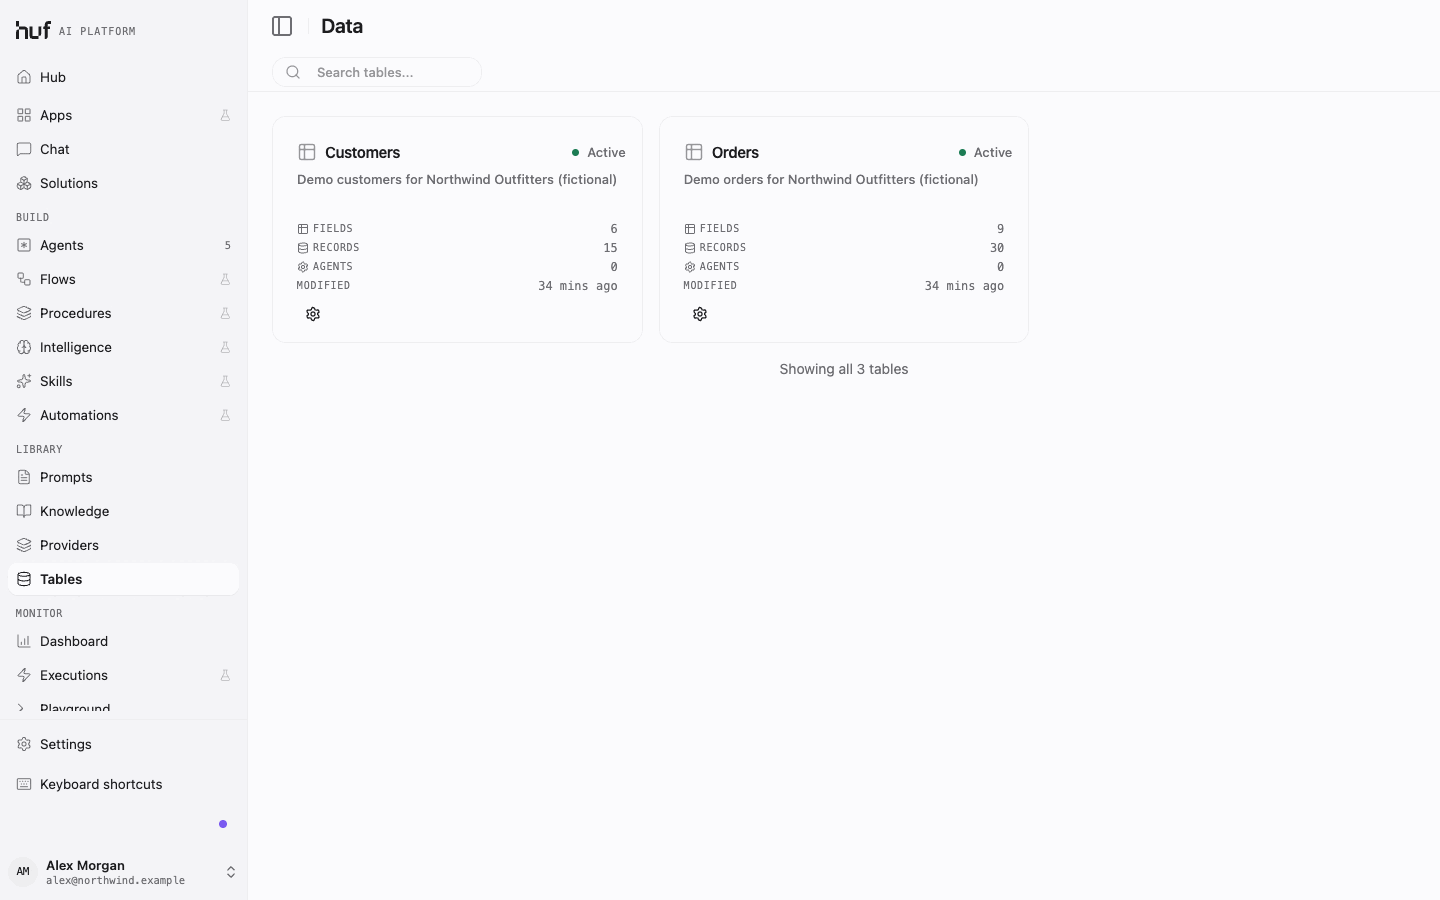 huf AI PLATFORM
Hub
Apps
Chat
Solutions
BUILD
Agents 5
Flows
Procedures
Intelligence
Skills
Automations
LIBRARY
Prompts
Knowledge
Providers
Tables
MONITOR
Dashboard
Executions
Playground
Settings
Keyboard shortcuts
AM
Alex Morgan
alex@northwind.example
Data
Search tables...
Customers Active
Demo customers for Northwind Outfitters (fictional)
FIELDS 6
RECORDS 15
AGENTS 0
MODIFIED 34 mins ago
Orders Active
Demo orders for Northwind Outfitters (fictional)
FIELDS 9
RECORDS 30
AGENTS 0
MODIFIED 34 mins ago
Showing all 3 tables